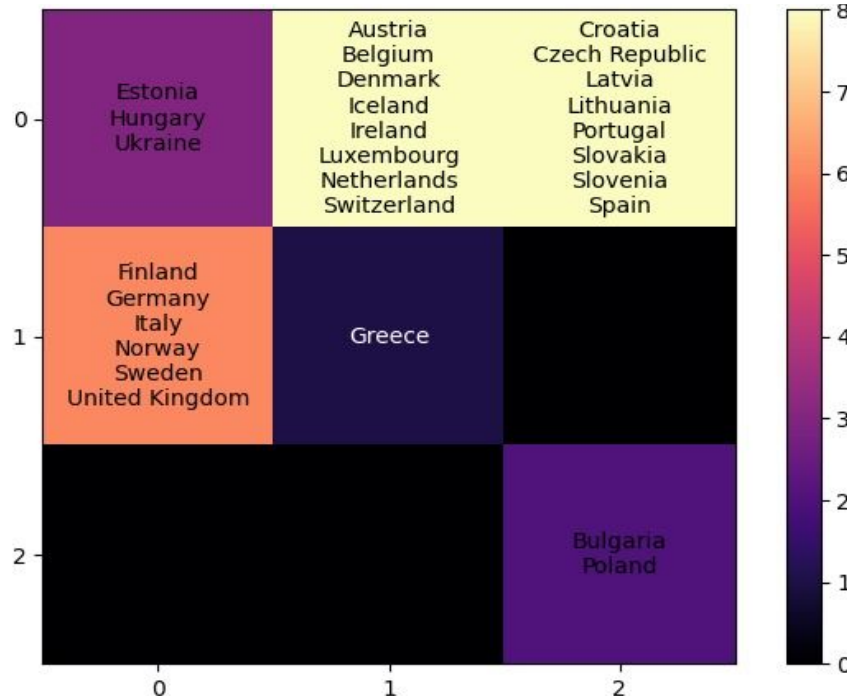 Estonia
Hungary
Ukraine
Austria
Belgium
Denmark
Iceland
Ireland
Luxembourg
Netherlands
Switzerland
Croatia
Czech Republic
Latvia
Lithuania
Portugal
Slovakia
Slovenia
Spain
Finland
Germany
Italy
Norway
Sweden
United Kingdom
Greece
Bulgaria
Poland
0
1
2
0
1
2
8
7
6
5
4
3
2
1
0